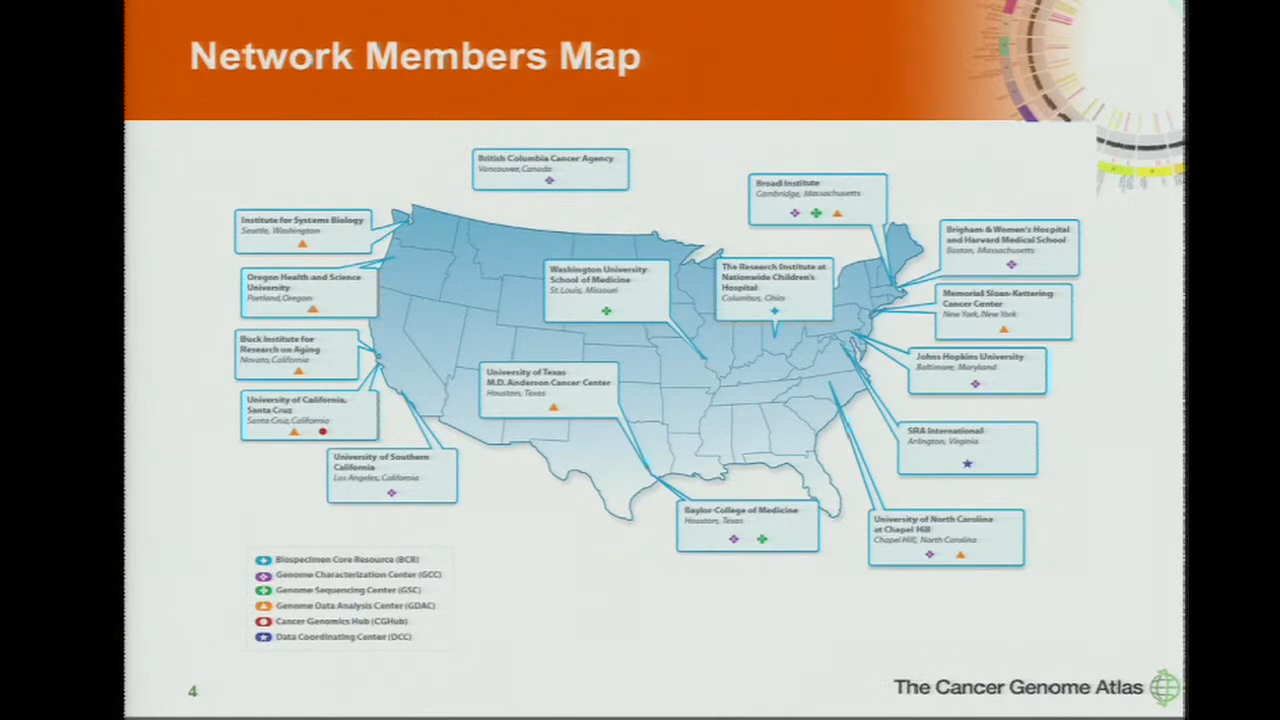 Network Members Map
British Columbia Cancer Agency
Vancouver, Canada
Broad Institute
Cambridge, Massachusetts
Institute for Systems Biology
Seattle, Washington
Brigham & Women's Hospital
and Harvard Medical School
Boston, Massachusetts
Oregon Health and Science
University
Portland, Oregon
Washington University
School of Medicine
St. Louis, Missouri
The Research Institute at
Nationwide Children's
Hospital
Columbus, Ohio
Memorial Sloan-Kettering
Cancer Center
New York, New York
Buck Institute for
Research on Aging
Novato, California
Johns Hopkins University
Baltimore, Maryland
University of Texas
M.D. Anderson Cancer Center
Houston, Texas
University of California,
Santa Cruz
Santa Cruz, California
SRA International
Arlington, Virginia
University of Southern
California
Los Angeles, California
Baylor College of Medicine
Houston, Texas
University of North Carolina
at Chapel Hill
Chapel Hill, North Carolina
Biospecimen Core Resource (BCR)
Genome Characterization Center (GCC)
Genome Sequencing Center (GSC)
Genome Data Analysis Center (GDAC)
Cancer Genomics Hub (CGHub)
Data Coordinating Center (DCC)
4
The Cancer Genome Atlas